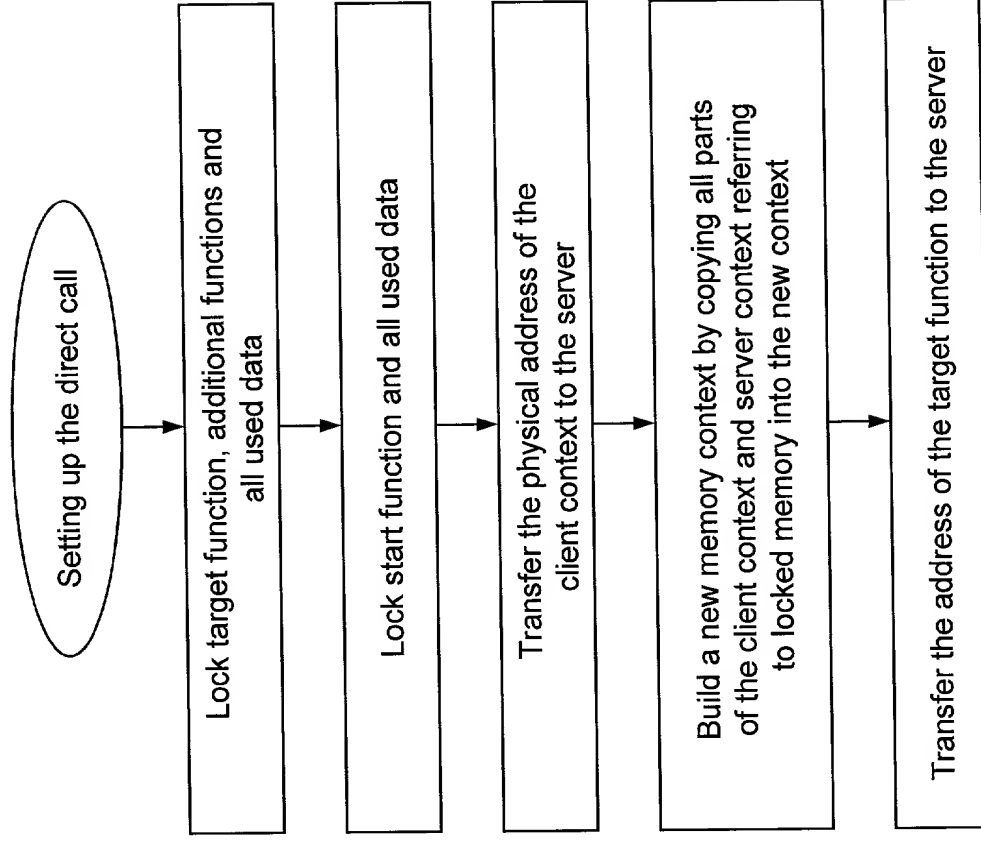 Setting up the direct call
Lock target function, additional functions and
all used data
Lock start function and all used data
Transfer the physical address of the
client context to the server
Build a new memory context by copying all parts
of the client context and server context referring
to locked memory into the new context
Transfer the address of the target function to the server